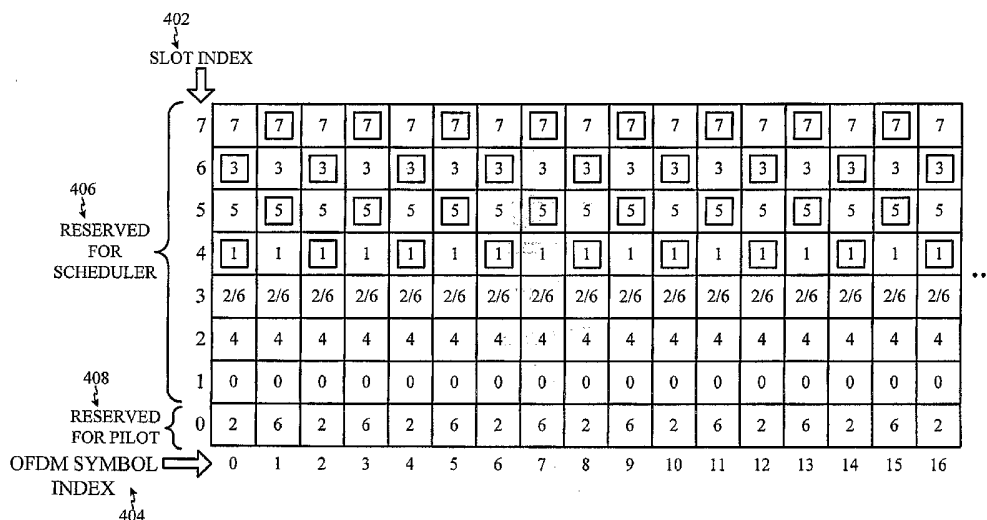 402
SLOT INDEX
7 7 7 7 7 7 7 7 7 7 7 7 7 7 7 7 7 7
6 3 3 3 3 3 3 3 3 3 3 3 3 3 3 3 3 3
406
RESERVED
FOR
SCHEDULER
5 5 5 5 5 5 5 5 5 5 5 5 5 5 5 5 5 5
4 1 1 1 1 1 1 1 1 1 1 1 1 1 1 1 1 1
3 2/6 2/6 2/6 2/6 2/6 2/6 2/6 2/6 2/6 2/6 2/6 2/6 2/6 2/6 2/6 2/6 2/6
2 4 4 4 4 4 4 4 4 4 4 4 4 4 4 4 4 4
1 0 0 0 0 0 0 0 0 0 0 0 0 0 0 0 0 0
408
RESERVED
FOR PILOT
0 2 6 2 6 2 6 2 6 2 6 2 6 2 6 2 6 2
OFDM SYMBOL
INDEX
0 1 2 3 4 5 6 7 8 9 10 11 12 13 14 15 16
404